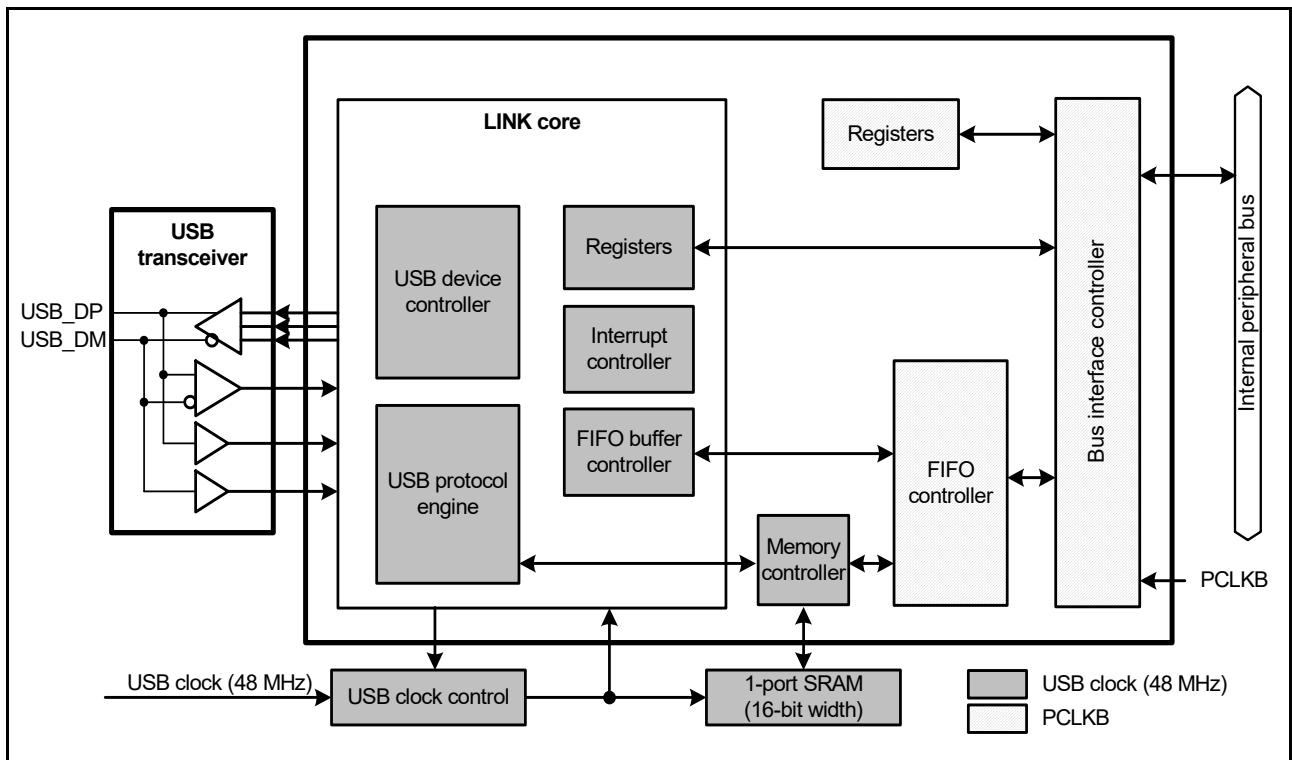 LINK core
Registers
USB
transceiver
USB device
controller
Registers
Internal peripheral bus
Bus interface controller
USB_DP
USB_DM
Interrupt
controller
FIFO buffer
controller
FIFO
controller
USB protocol
engine
Memory
controller
PCLKB
USB clock (48 MHz)
USB clock control
1-port SRAM
(16-bit width)
USB clock (48 MHz)
PCLKB